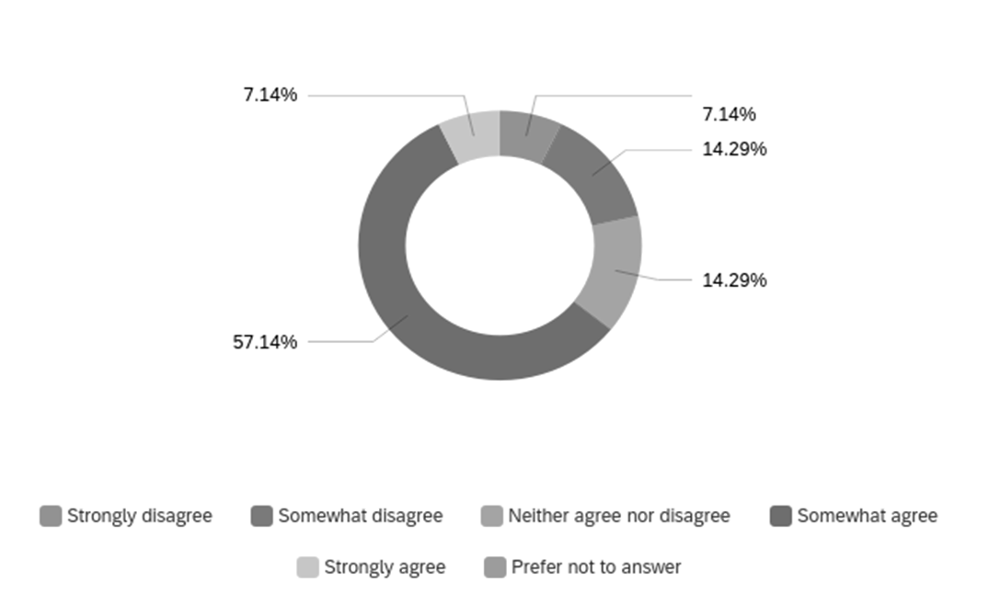 7.14%
7.14%
14.29%
14.29%
57.14%
Strongly disagree
Somewhat disagree
Neither agree nor disagree
Somewhat agree
Strongly agree
Prefer not to answer